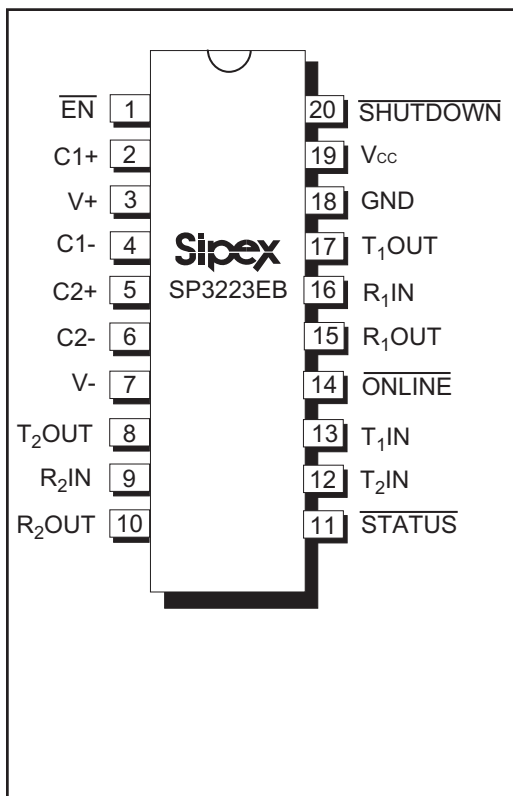 EN 1 20 SHUTDOWN
C1+ 2 19 VCC
V+ 3 18 GND
C1- 4 Sipex 17 T1OUT
C2+ 5 SP3223EB 16 R1IN
C2- 6 15 R1OUT
V- 7 14 ONLINE
T2OUT 8 13 T1IN
R2IN 9 12 T2IN
R2OUT 10 11 STATUS